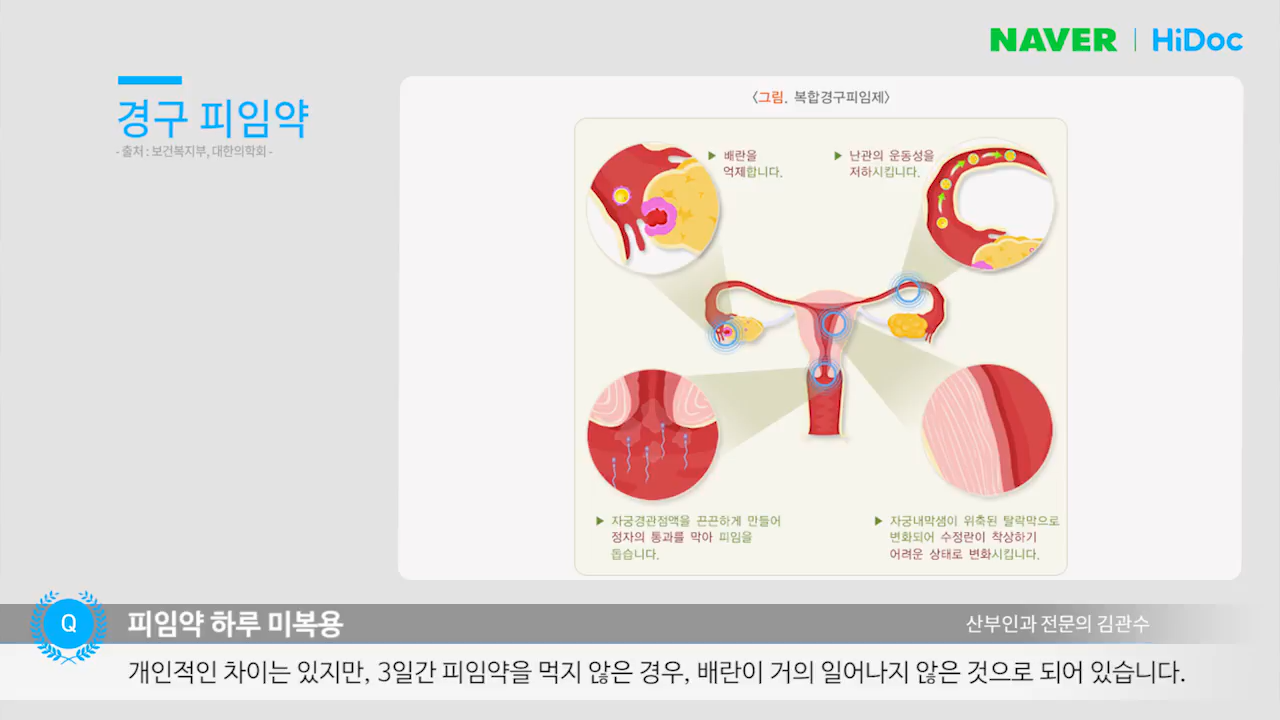 NAVER | HiDoc
경구 피임약
- 출처 : 보건복지부, 대한의학회 -
<그림. 복합경구피임제>
▶ 배란을
억제합니다.
▶ 난관의 운동성을
저하시킵니다.
▶ 자궁경관점액을 끈끈하게 만들어
정자의 통과를 막아 피임을
돕습니다.
▶ 자궁내막샘이 위축된 탈락막으로
변화되어 수정란이 착상하기
어려운 상태로 변화시킵니다.
Q
피임약 하루 미복용
산부인과 전문의 김관수
개인적인 차이는 있지만, 3일간 피임약을 먹지 않은 경우, 배란이 거의 일어나지 않은 것으로 되어 있습니다.